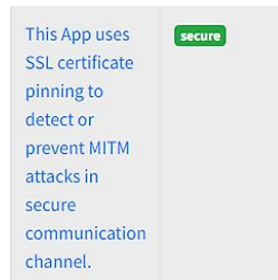 This App uses
SSL certificate
pinning to
detect or
prevent MITM
attacks in
secure
communication
channel.
secure